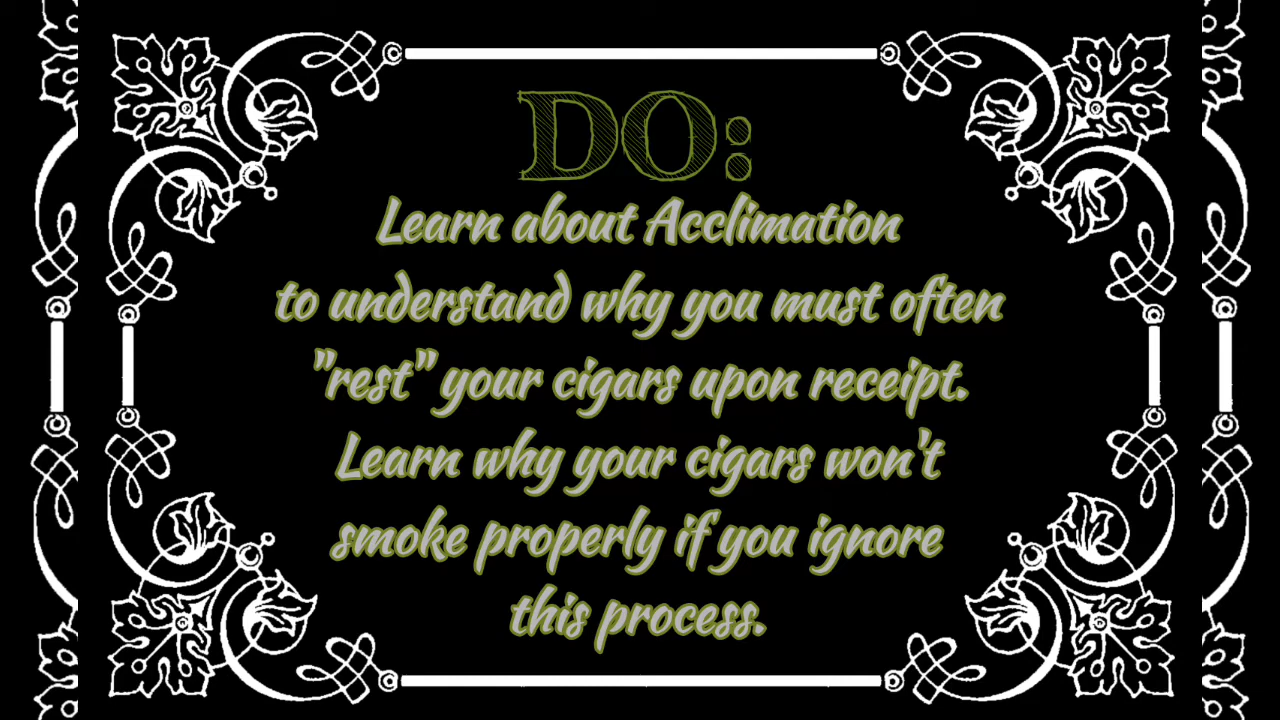 DO:
Learn about Acclimation
to understand why you must often
"rest" your cigars upon receipt.
Learn why your cigars won't
smoke properly if you ignore
this process.